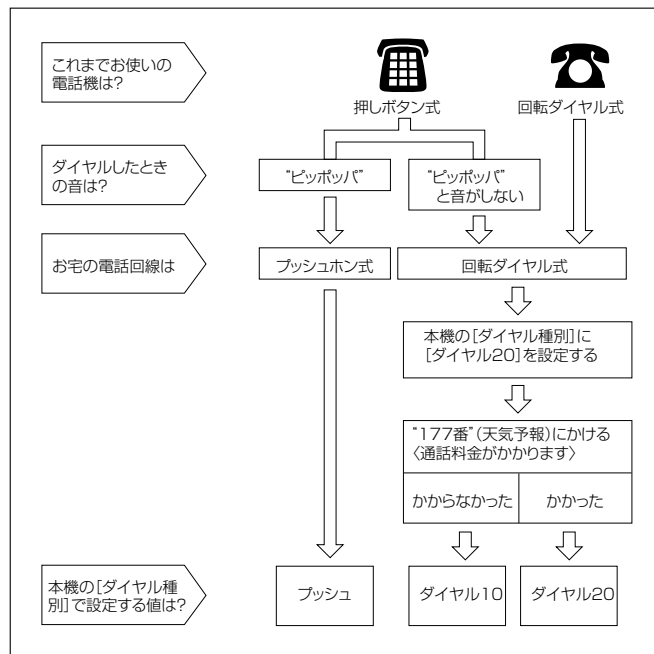 これまでお使いの
電話機は?
押しボタン式
回転ダイヤル式
ダイヤルしたとき
の音は?
“ピッポッパ”
“ピッポッパ”
と音がしない
お宅の電話回線は
プッシュホン式
回転ダイヤル式
本機の[ダイヤル種別]に
[ダイヤル20]を設定する
“177番”(天気予報)にかける
〈通話料金がかかります〉
かからなかった
かかった
本機の[ダイヤル種
別]で設定する値は?
プッシュ
ダイヤル10
ダイヤル20